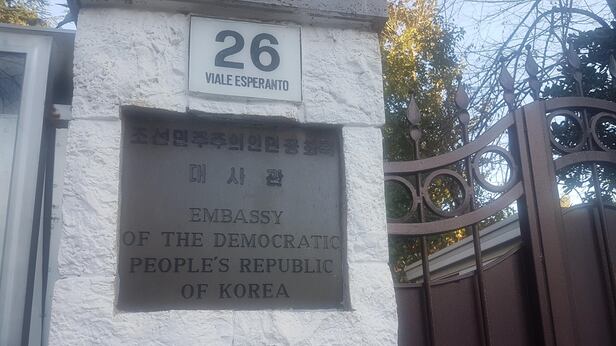 26
VIALE ESPERANTO
조선민주주의인민공화국
대사관
EMBASSY
OF THE DEMOCRATIC
PEOPLE'S REPUBLIC
OF KOREA